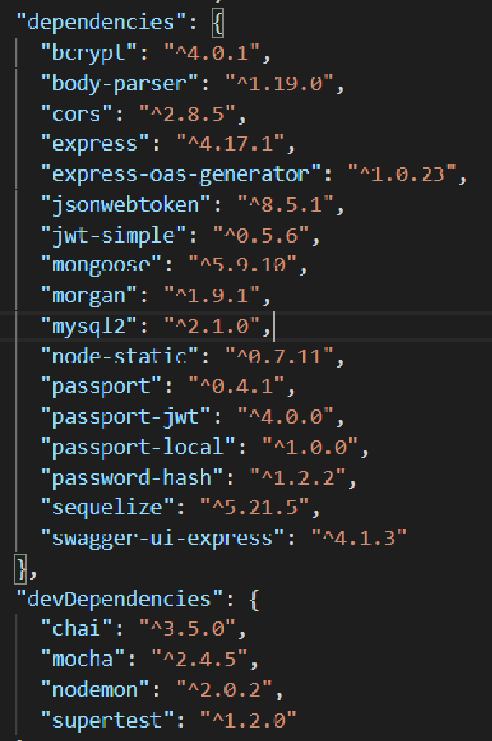 "dependencies": {
"bcrypt": "^4.0.1",
"body-parser": "^1.19.0",
"cors": "^2.8.5",
"express": "^4.17.1",
"express-oas-generator": "^1.0.23",
"jsonwebtoken": "^8.5.1",
"jwt-simple": "^0.5.6",
"mongoose": "^5.9.10",
"morgan": "^1.9.1",
"mysql2": "^2.1.0",
"node-static": "^0.7.11",
"passport": "^0.4.1",
"passport-jwt": "^4.0.0",
"passport-local": "^1.0.0",
"password-hash": "^1.2.2",
"sequelize": "^5.21.5",
"swagger-ui-express": "^4.1.3"
},
"devDependencies": {
"chai": "^3.5.0",
"mocha": "^2.4.5",
"nodemon": "^2.0.2",
"supertest": "^1.2.0"